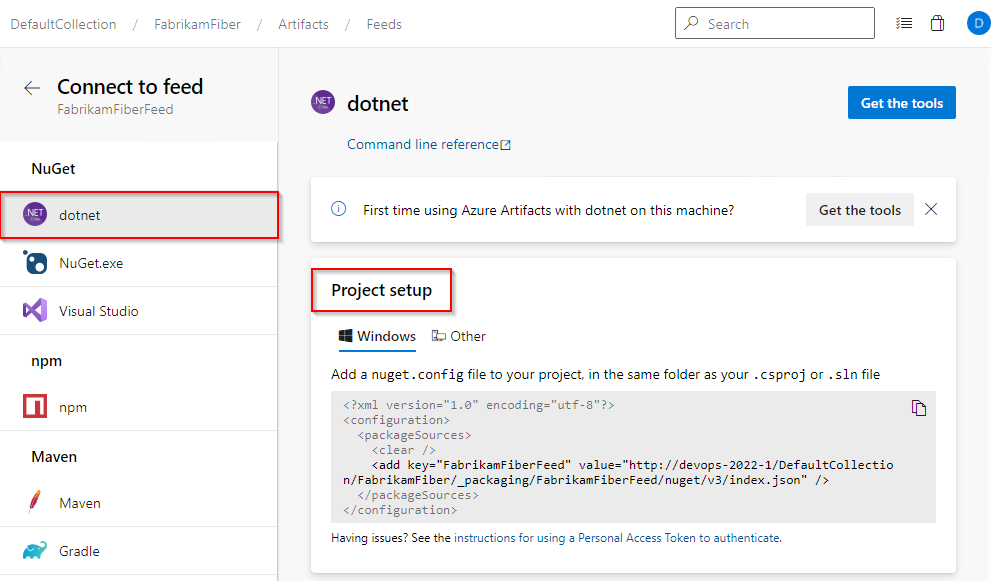 DefaultCollection / FabrikamFiber / Artifacts / Feeds
Search
D
Connect to feed
FabrikamFiberFeed
NuGet
.NET Core dotnet
NuGet.exe
Visual Studio
npm
npm
Maven
Maven
Gradle
.NET Core dotnet
Get the tools
Command line reference
First time using Azure Artifacts with dotnet on this machine?
Get the tools
Project setup
Windows
Other
Add a nuget.config file to your project, in the same folder as your .csproj or .sln file
<?xml version="1.0" encoding="utf-8"?>
<configuration>
<packageSources>
<clear />
<add key="FabrikamFiberFeed" value="http://devops-2022-1/DefaultCollectio
n/FabrikamFiber/_packaging/FabrikamFiberFeed/nuget/v3/index.json" />
</packageSources>
</configuration>
Having issues? See the instructions for using a Personal Access Token to authenticate.